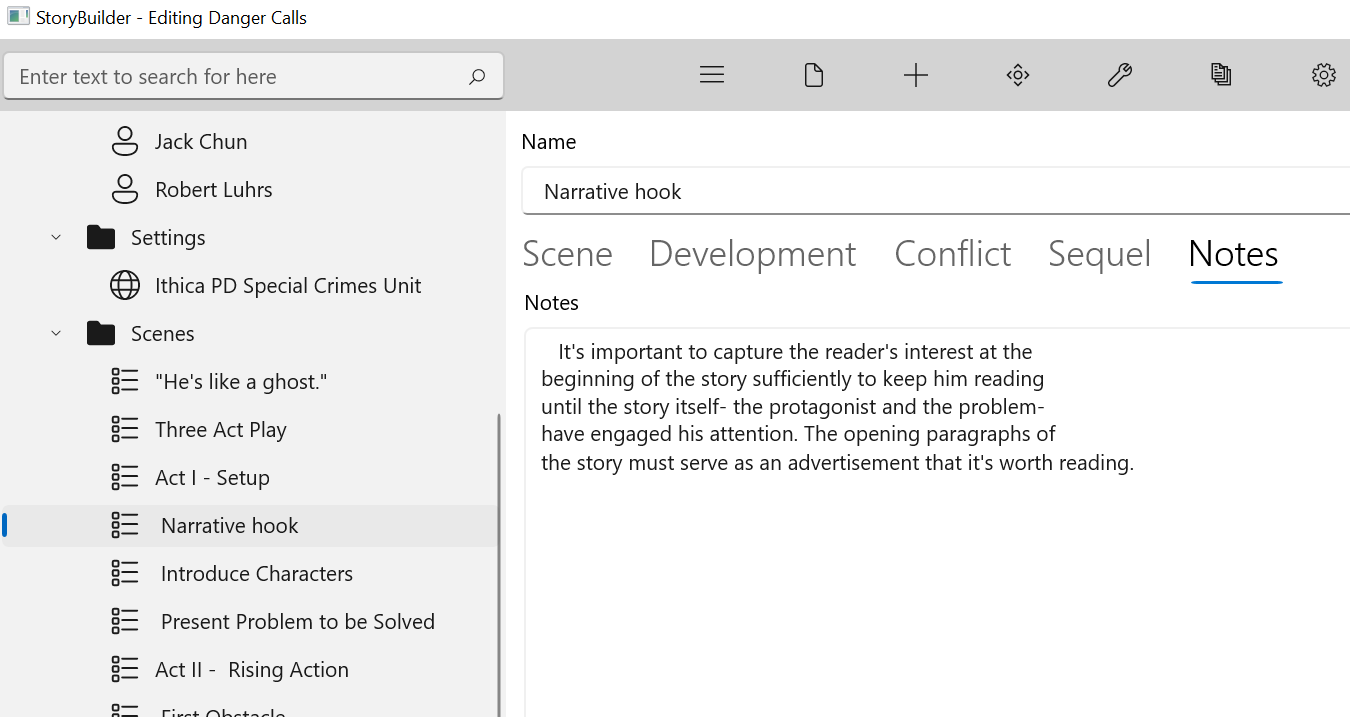 StoryBuilder - Editing Danger Calls
Enter text to search for here
Jack Chun
Robert Luhrs
Settings
Ithica PD Special Crimes Unit
Scenes
"He's like a ghost."
Three Act Play
Act I - Setup
Narrative hook
Introduce Characters
Present Problem to be Solved
Act II -  Rising Action
First Obstacle
Name
Narrative hook
Scene Development Conflict Sequel Notes
Notes
It's important to capture the reader's interest at the
beginning of the story sufficiently to keep him reading
until the story itself- the protagonist and the problem-
have engaged his attention. The opening paragraphs of
the story must serve as an advertisement that it's worth reading.